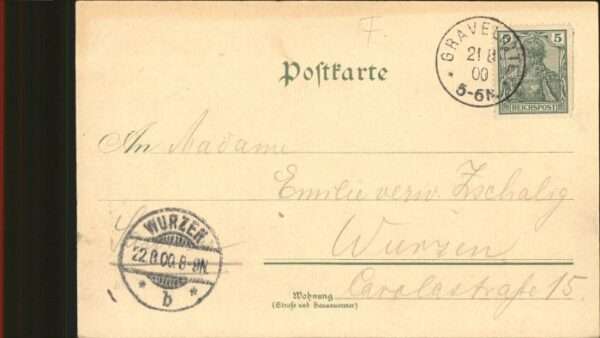 F
GRAVELOTTE
21 8
00
5-6N.
5
REICHSPOST
Postkarte
An Madame
Emilie verw. Zschalig
Wurzen
Carolastraße 15.
WURZEN
22.8.00.8-9N.
* b *
Wohnung
(Straße und Hausnummer)